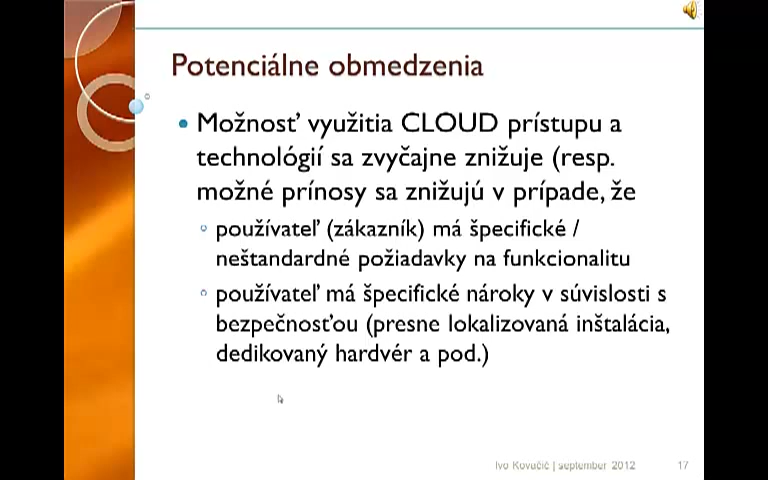 Potenciálne obmedzenia
Možnosť využitia CLOUD prístupu a
technológií sa zvyčajne znižuje (resp.
možné prínosy sa znižujú v prípade, že
používateľ (zákazník) má špecifické /
neštandardné požiadavky na funkcionalitu
používateľ má špecifické nároky v súvislosti s
bezpečnosťou (presne lokalizovaná inštalácia,
dedikovaný hardvér a pod.)
Ivo Kovačič | september 2012 17